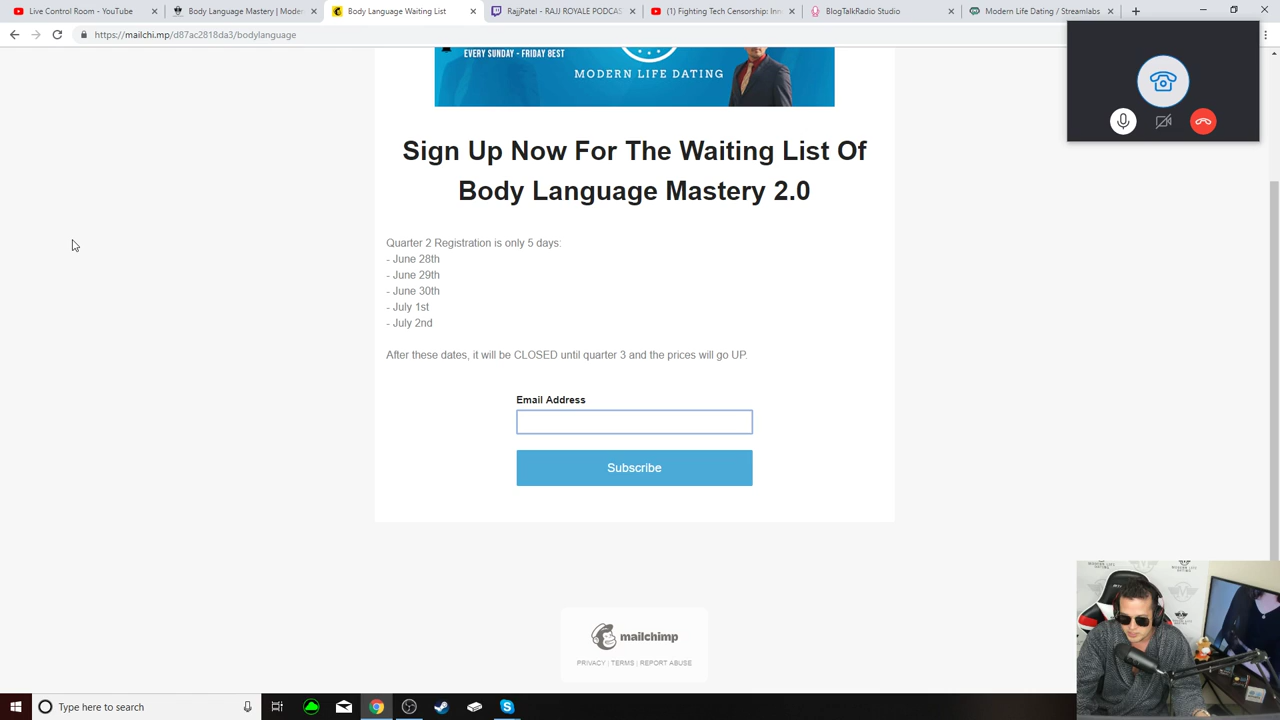 Live Control Room - YouTube
Body Language Mastery | Moder
Body Language Waiting List
RajjPatel - RAJJ ROYALE PODCAS
(1) Fighting Tech Censorship: Inn
BlogTalkRadio Studio
Modern Life Dating / Streamlabs
https://mailchi.mp/d87ac2818da3/bodylanguage
EVERY SUNDAY - FRIDAY 8EST
MODERN LIFE DATING
Sign Up Now For The Waiting List Of
Body Language Mastery 2.0
Quarter 2 Registration is only 5 days:
- June 28th
- June 29th
- June 30th
- July 1st
- July 2nd
After these dates, it will be CLOSED until quarter 3 and the prices will go UP.
Email Address
Subscribe
mailchimp
PRIVACY | TERMS | REPORT ABUSE
Type here to search